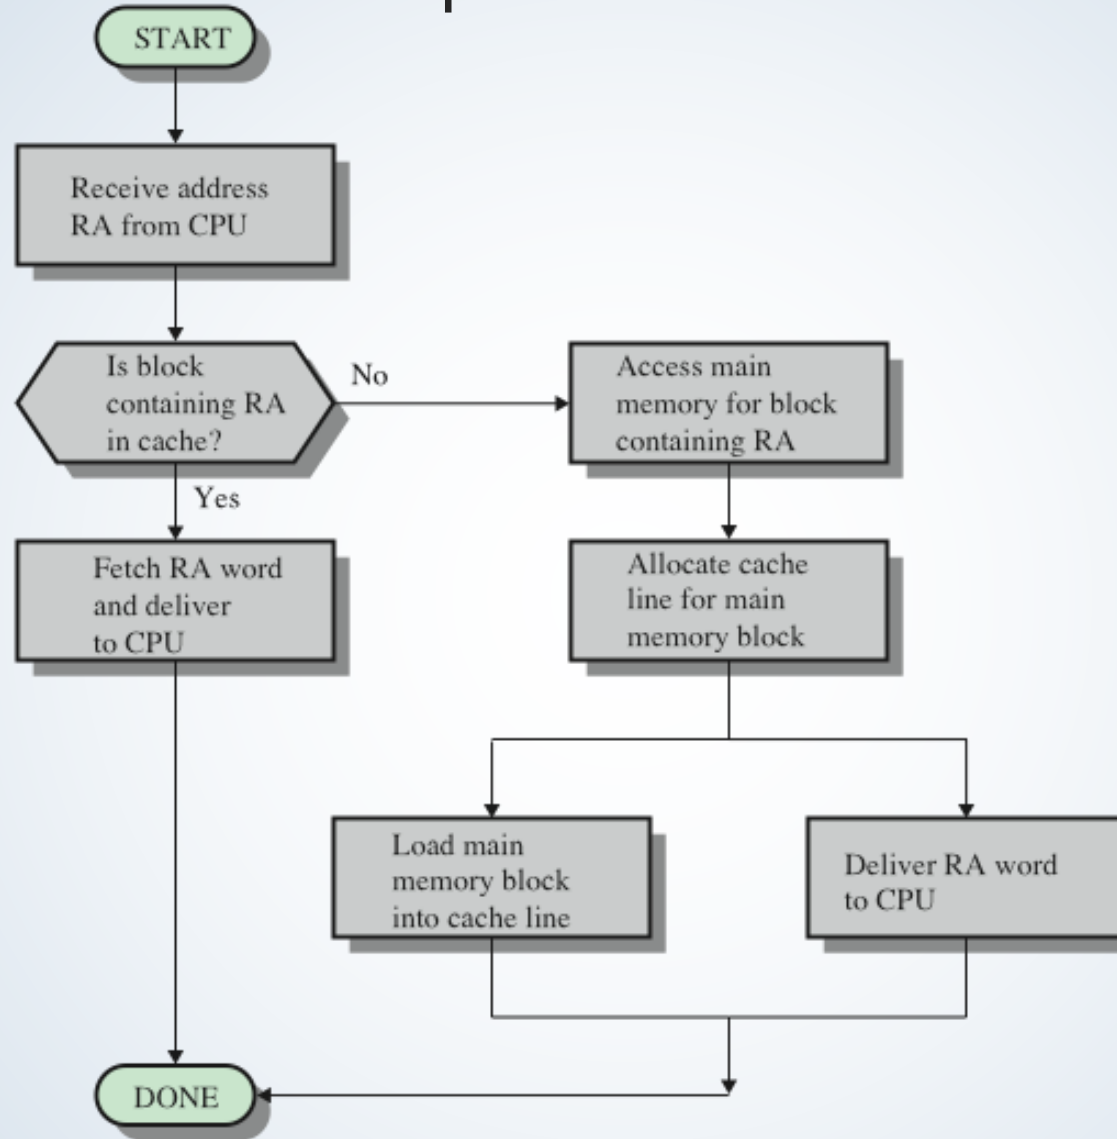 START
Receive address
RA from CPU
Is block
containing RA
in cache?
No
Access main
memory for block
containing RA
Yes
Fetch RA word
and deliver
to CPU
Allocate cache
line for main
memory block
Load main
memory block
into cache line
Deliver RA word
to CPU
DONE